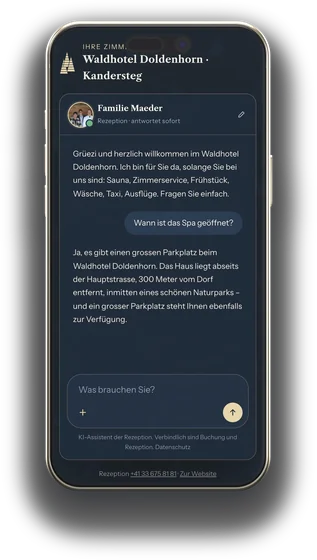 IHRE ZIMM
Waldhotel Doldenhorn ·
Kandersteg
Familie Maeder
Rezeption · antwortet sofort
Grüezi und herzlich willkommen im Waldhotel
Doldenhorn. Ich bin für Sie da, solange Sie bei
uns sind: Sauna, Zimmerservice, Frühstück,
Wäsche, Taxi, Ausflüge. Fragen Sie einfach.
Wann ist das Spa geöffnet?
Ja, es gibt einen grossen Parkplatz beim
Waldhotel Doldenhorn. Das Haus liegt abseits
der Hauptstrasse, 300 Meter vom Dorf
entfernt, inmitten eines schönen Naturparks –
und ein grosser Parkplatz steht Ihnen ebenfalls
zur Verfügung.
Was brauchen Sie?
KI-Assistent der Rezeption. Verbindlich sind Buchung und
Rezeption. Datenschutz
Rezeption +41 33 675 81 81 · Zur Website